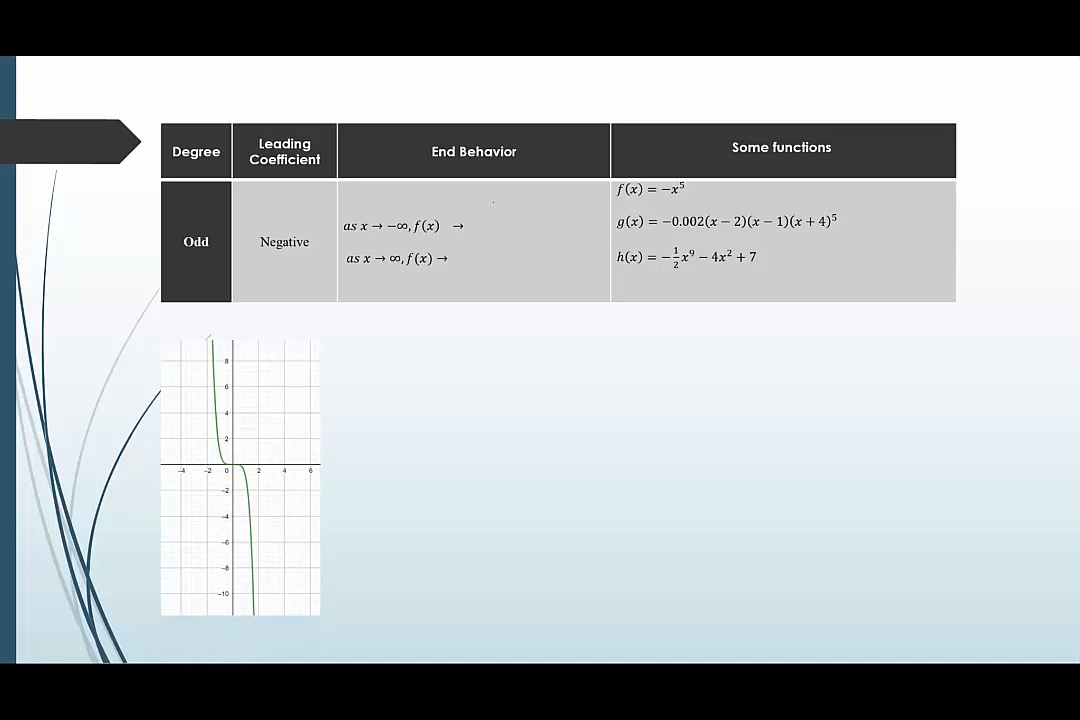 Degree
Leading
Coefficient
End Behavior
Some functions
Odd
Negative
as x → −∞, f(x) →
as x → ∞, f(x) →
f(x) = −x⁵
g(x) = −0.002(x − 2)(x − 1)(x + 4)⁵
h(x) = −1/2x⁹ − 4x² + 7
8
6
4
2
−4 −2 0 2 4 6
−2
−4
−6
−8
−10